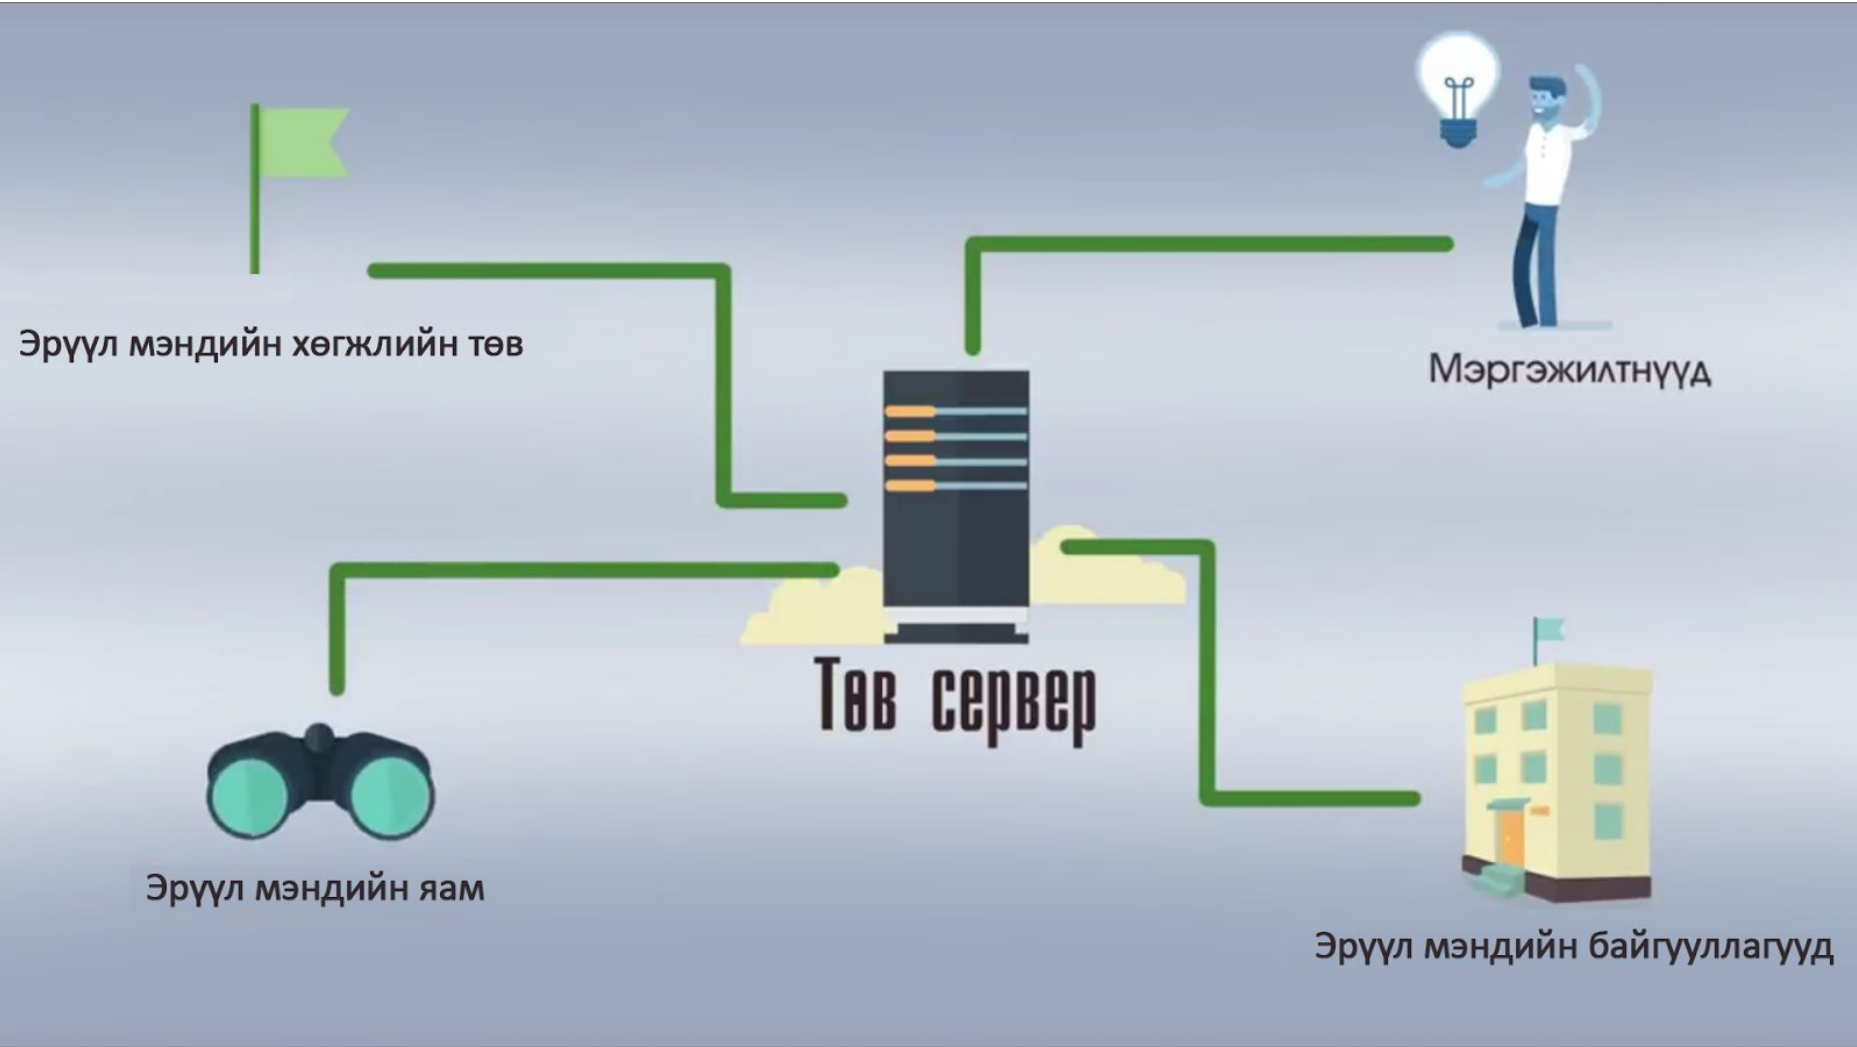 Эрүүл мэндийн хөгжлийн төв
Мэргэжилтнүүд
Төв сервер
Эрүүл мэндийн яам
Эрүүл мэндийн байгууллагууд